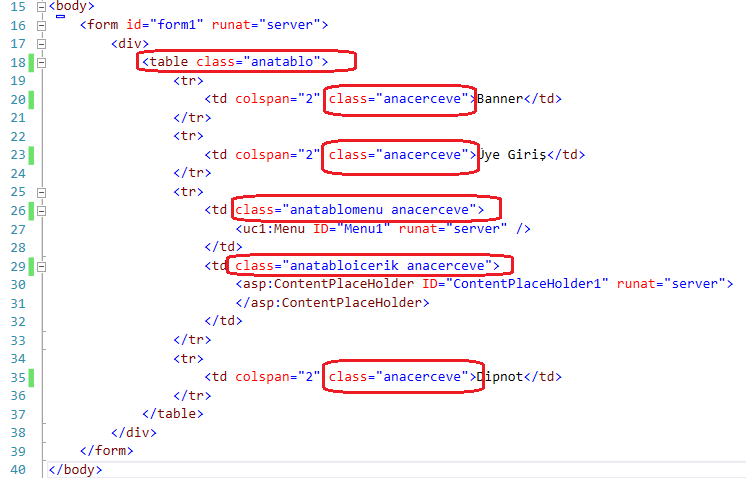 15 <body>
16 <form id="form1" runat="server">
17 <div>
18 <table class="anatablo">
19 <tr>
20 <td colspan="2" class="anacerceve">Banner</td>
21 </tr>
22 <tr>
23 <td colspan="2" class="anacerceve">Üye Giriş</td>
24 </tr>
25 <tr>
26 <td class="anatablomenu anacerceve">
27 <uc1:Menu ID="Menu1" runat="server" />
28 </td>
29 <td class="anatabloicerik anacerceve">
30 <asp:ContentPlaceHolder ID="ContentPlaceHolder1" runat="server">
31 </asp:ContentPlaceHolder>
32 </td>
33 </tr>
34 <tr>
35 <td colspan="2" class="anacerceve">Dipnot</td>
36 </tr>
37 </table>
38 </div>
39 </form>
40 </body>